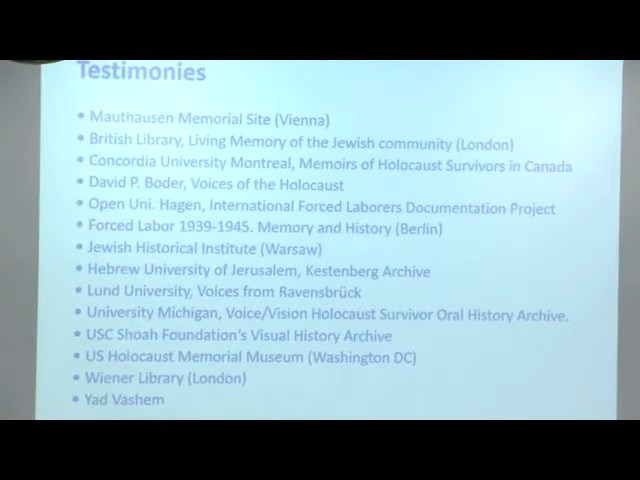 Testimonies
• Mauthausen Memorial Site (Vienna)
• British Library, Living Memory of the Jewish community (London)
• Concordia University Montreal, Memoirs of Holocaust Survivors in Canada
• David P. Boder, Voices of the Holocaust
• Open Uni. Hagen, International Forced Laborers Documentation Project
• Forced Labor 1939-1945. Memory and History (Berlin)
• Jewish Historical Institute (Warsaw)
• Hebrew University of Jerusalem, Kestenberg Archive
• Lund University, Voices from Ravensbrück
• University Michigan, Voice/Vision Holocaust Survivor Oral History Archive,
• USC Shoah Foundation's Visual History Archive
• US Holocaust Memorial Museum (Washington DC)
• Wiener Library (London)
• Yad Vashem